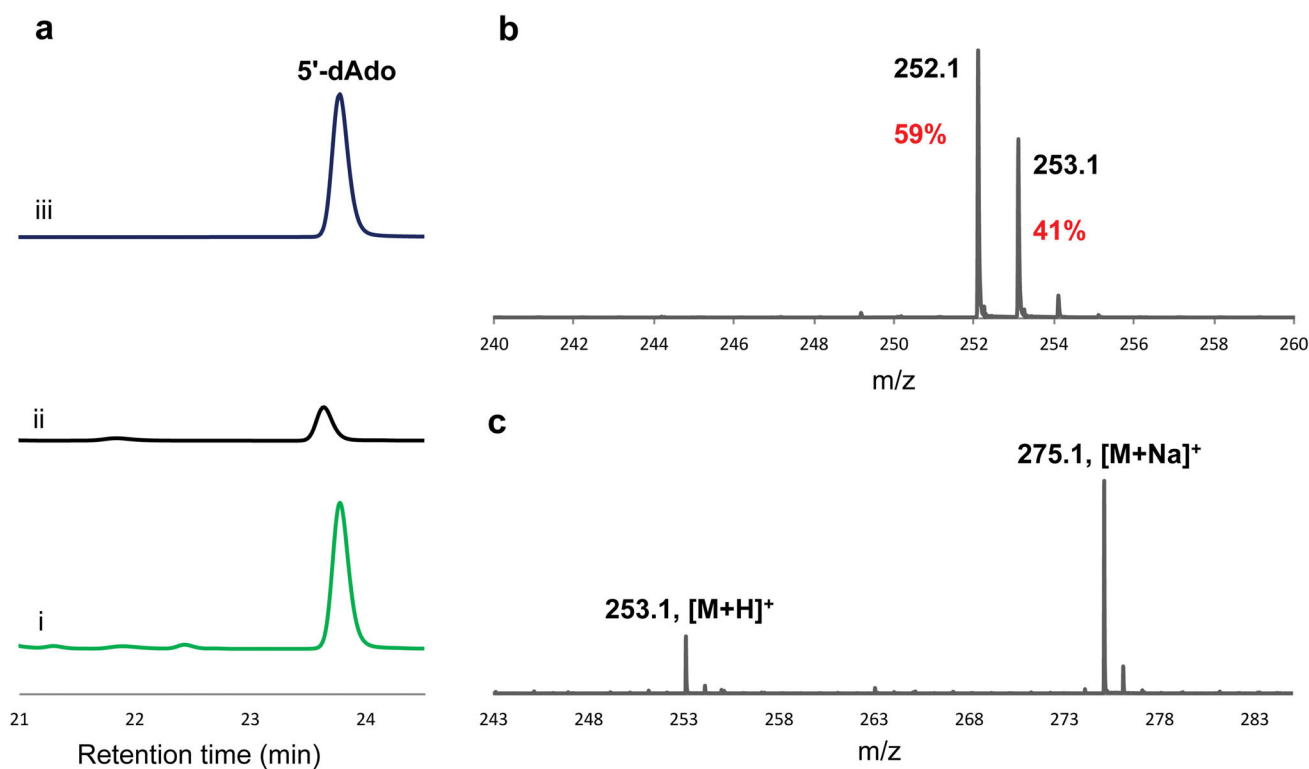 a
5'-dAdo
iii
ii
i
21 22 23 24
Retention time (min)
b
252.1
59%
253.1
41%
240 242 244 246 248 250 252 254 256 258 260
m/z
c
275.1, [M+Na]⁺
253.1, [M+H]⁺
243 248 253 258 263 268 273 278 283
m/z